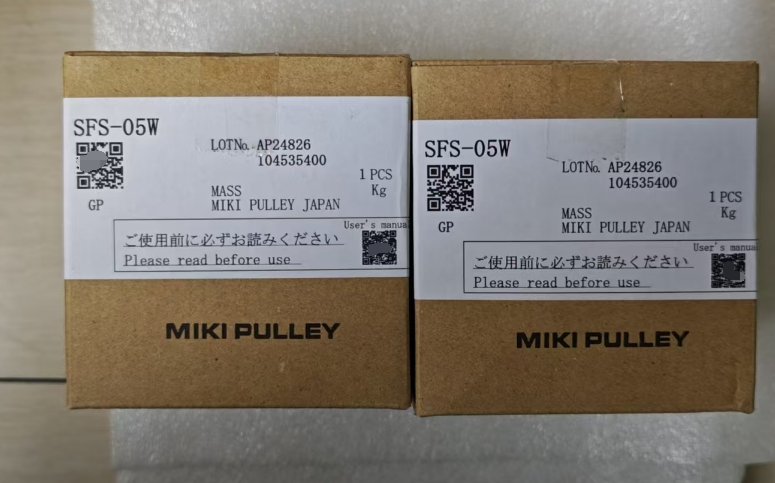 SFS-05W
LOTNo. AP24826
104535400
1 PCS
Kg
GP
MASS
MIKI PULLEY JAPAN
User's manua
ご使用前に必ずお読みください
Please read before use
MIKI PULLEY
SFS-05W
LOTNo. AP24826
104535400
1 PCS
Kg
GP
MASS
MIKI PULLEY JAPAN
User's manua
ご使用前に必ずお読みください
Please read before use
MIKI PULLEY